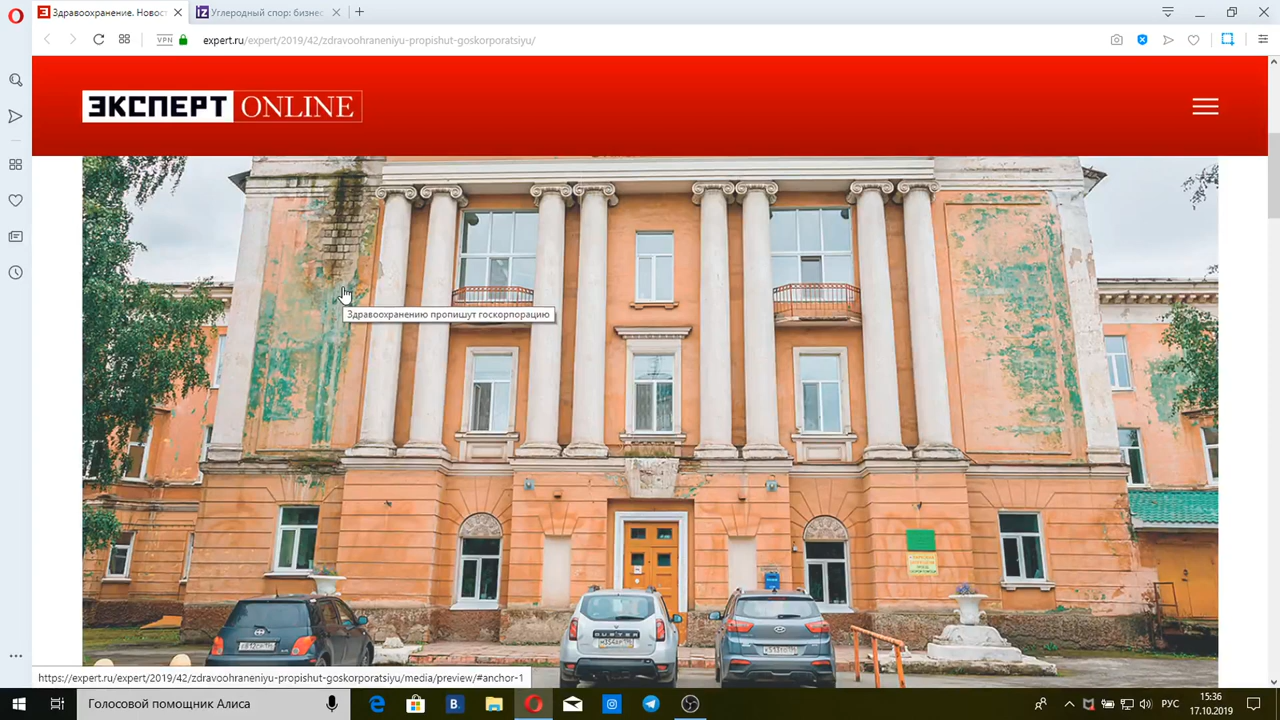 Здравоохранение. Новост
Углеродный спор: бизнес
VPN
expert.ru/expert/2019/42/zdravoohraneniyu-propishut-goskorporatsiyu/
ЭКСПЕРТ ONLINE
Здравоохранению пропишут госкорпорацию
DUSTER
https://expert.ru/expert/2019/42/zdravoohraneniyu-propishut-goskorporatsiyu/media/preview/#anchor-1
Голосовой помощник Алиса
РУС
15:36
17.10.2019